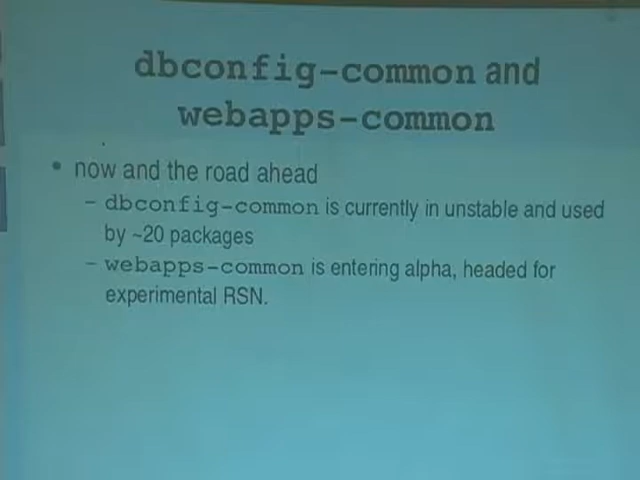 dbconfig-common and
webapps-common
• now and the road ahead
– dbconfig-common is currently in unstable and used
by ~20 packages
– webapps-common is entering alpha, headed for
experimental RSN.